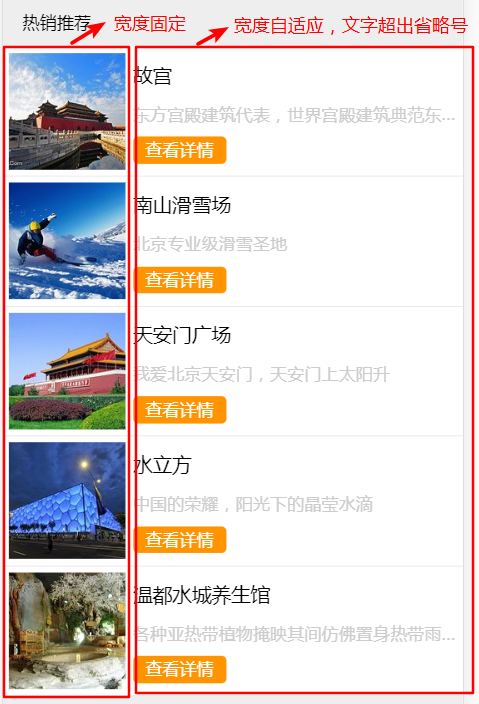 热销推荐
宽度固定
宽度自适应，文字超出省略号
故宫
东方宫殿建筑代表，世界宫殿建筑典范东...
查看详情
Com
南山滑雪场
北京专业级滑雪圣地
查看详情
天安门广场
我爱北京天安门，天安门上太阳升
查看详情
水立方
中国的荣耀，阳光下的晶莹水滴
查看详情
温都水城养生馆
各种亚热带植物掩映其间仿佛置身热带雨...
查看详情